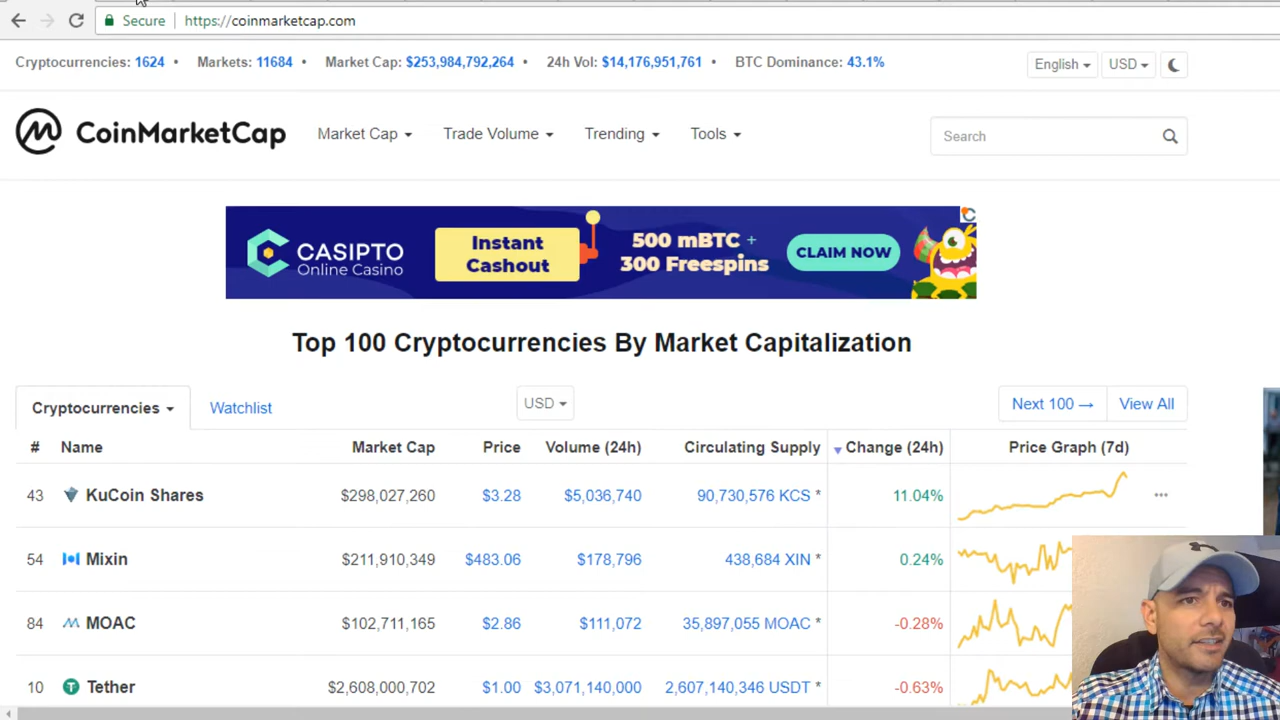 Secure https://coinmarketcap.com
Cryptocurrencies: 1624 • Markets: 11684 • Market Cap: $253,984,792,264 • 24h Vol: $14,176,951,761 • BTC Dominance: 43.1% English USD
CoinMarketCap Market Cap Trade Volume Trending Tools Search
CASIPTO
Online Casino
Instant
Cashout
500 mBTC +
300 Freespins
CLAIM NOW
Top 100 Cryptocurrencies By Market Capitalization
Cryptocurrencies Watchlist USD Next 100 → View All
# Name Market Cap Price Volume (24h) Circulating Supply Change (24h) Price Graph (7d)
43 KuCoin Shares $298,027,260 $3.28 $5,036,740 90,730,576 KCS * 11.04%
54 Mixin $211,910,349 $483.06 $178,796 438,684 XIN * 0.24%
84 MOAC $102,711,165 $2.86 $111,072 35,897,055 MOAC * -0.28%
10 Tether $2,608,000,702 $1.00 $3,071,140,000 2,607,140,346 USDT * -0.63%